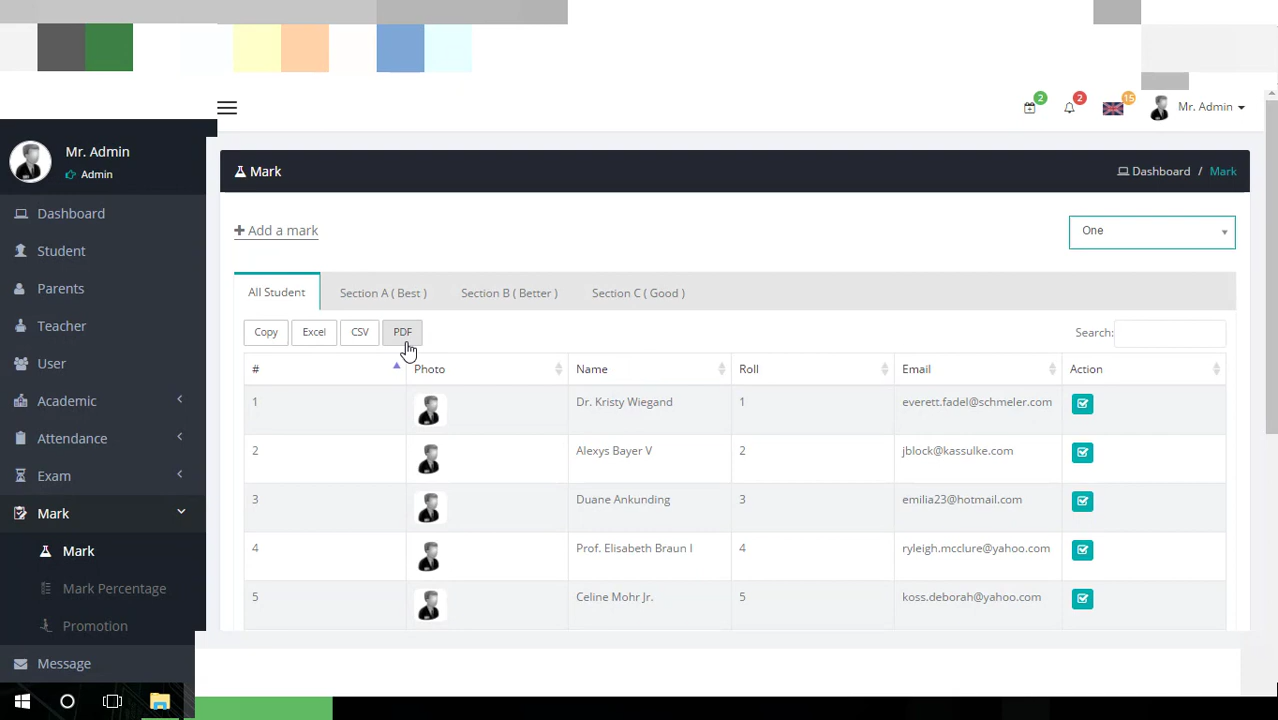 2 2 15 Mr. Admin
Mr. Admin
Admin
Dashboard
Student
Parents
Teacher
User
Academic
Attendance
Exam
Mark
Mark
Mark Percentage
Promotion
Message
Mark
Dashboard / Mark
Add a mark
One
All Student Section A ( Best ) Section B ( Better ) Section C ( Good )
Copy Excel CSV PDF Search:
# Photo Name Roll Email Action
1 Dr. Kristy Wiegand 1 everett.fadel@schmeler.com
2 Alexys Bayer V 2 jblock@kassulke.com
3 Duane Ankunding 3 emilia23@hotmail.com
4 Prof. Elisabeth Braun I 4 ryleigh.mcclure@yahoo.com
5 Celine Mohr Jr. 5 koss.deborah@yahoo.com